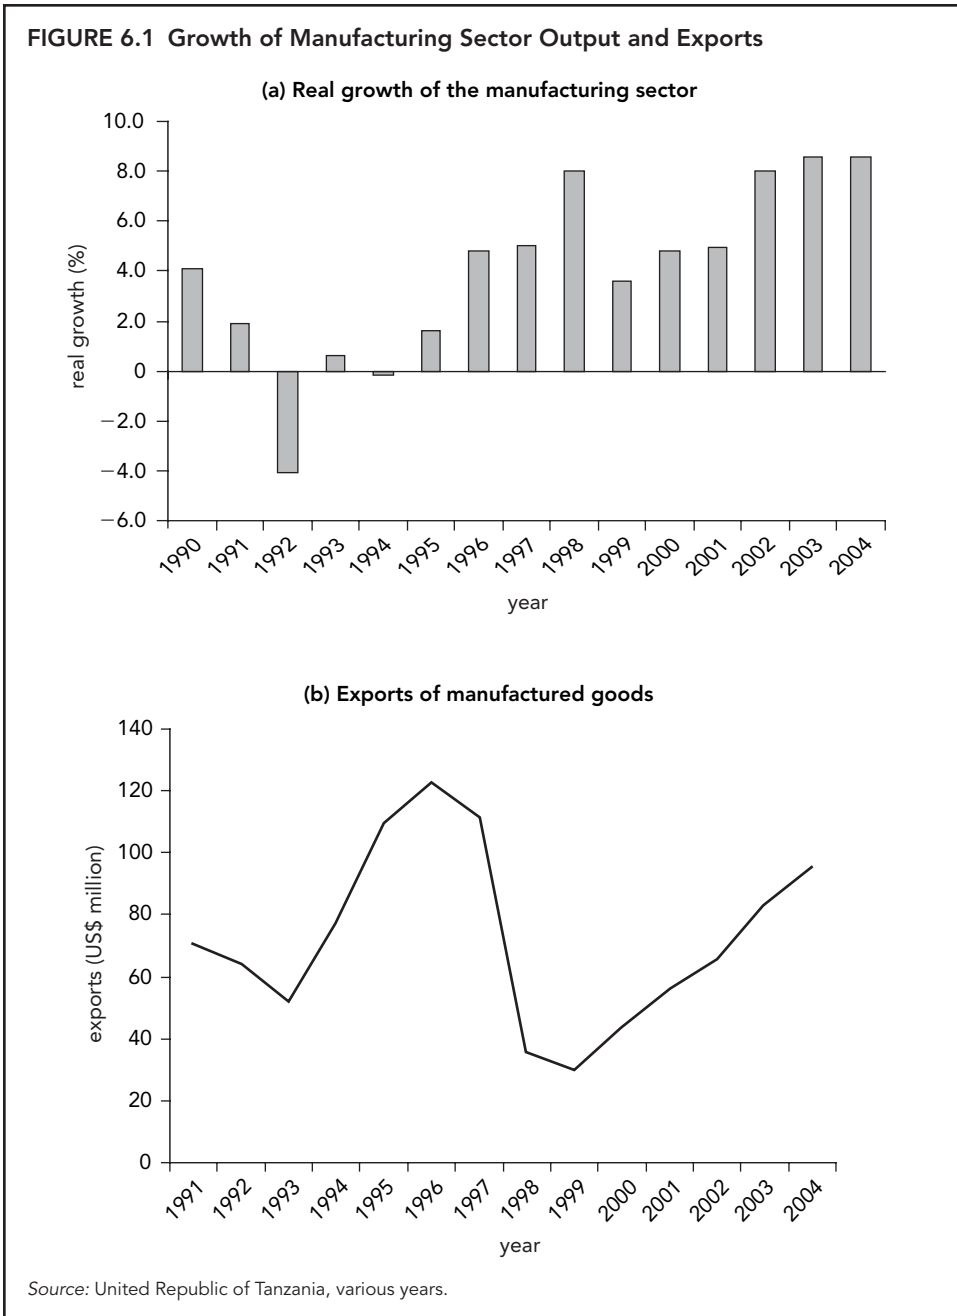 FIGURE 6.1 Growth of Manufacturing Sector Output and Exports
(a) Real growth of the manufacturing sector
10.0
8.0
6.0
4.0
2.0
0
−2.0
−4.0
−6.0
real growth (%)
1990 1991 1992 1993 1994 1995 1996 1997 1998 1999 2000 2001 2002 2003 2004
year
(b) Exports of manufactured goods
140
120
100
80
60
40
20
0
exports (US$ million)
1991 1992 1993 1994 1995 1996 1997 1998 1999 2000 2001 2002 2003 2004
year
Source: United Republic of Tanzania, various years.